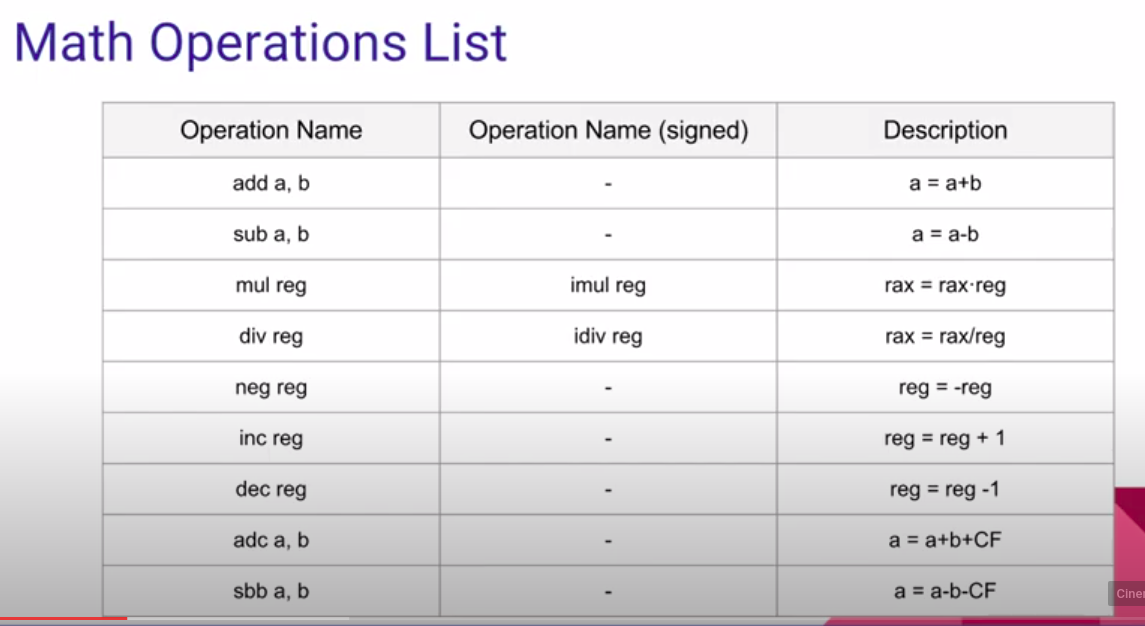 Math Operations List
Operation Name Operation Name (signed) Description
add a, b - a = a+b
sub a, b - a = a-b
mul reg imul reg rax = rax·reg
div reg idiv reg rax = rax/reg
neg reg - reg = -reg
inc reg - reg = reg + 1
dec reg - reg = reg -1
adc a, b - a = a+b+CF
sbb a, b - a = a-b-CF